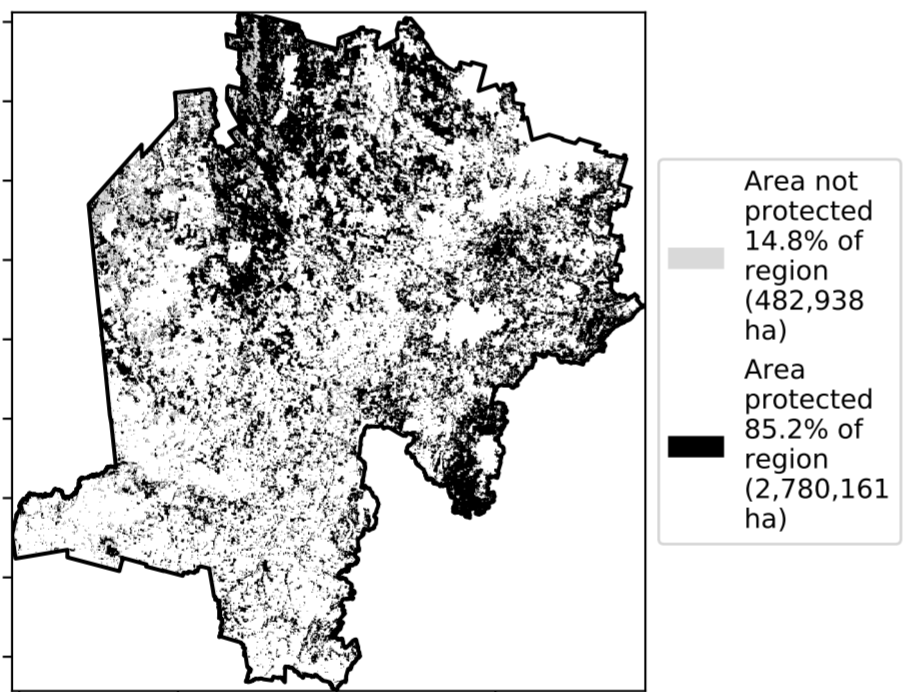 Area not
protected
14.8% of
region
(482,938
ha)
Area
protected
85.2% of
region
(2,780,161
ha)